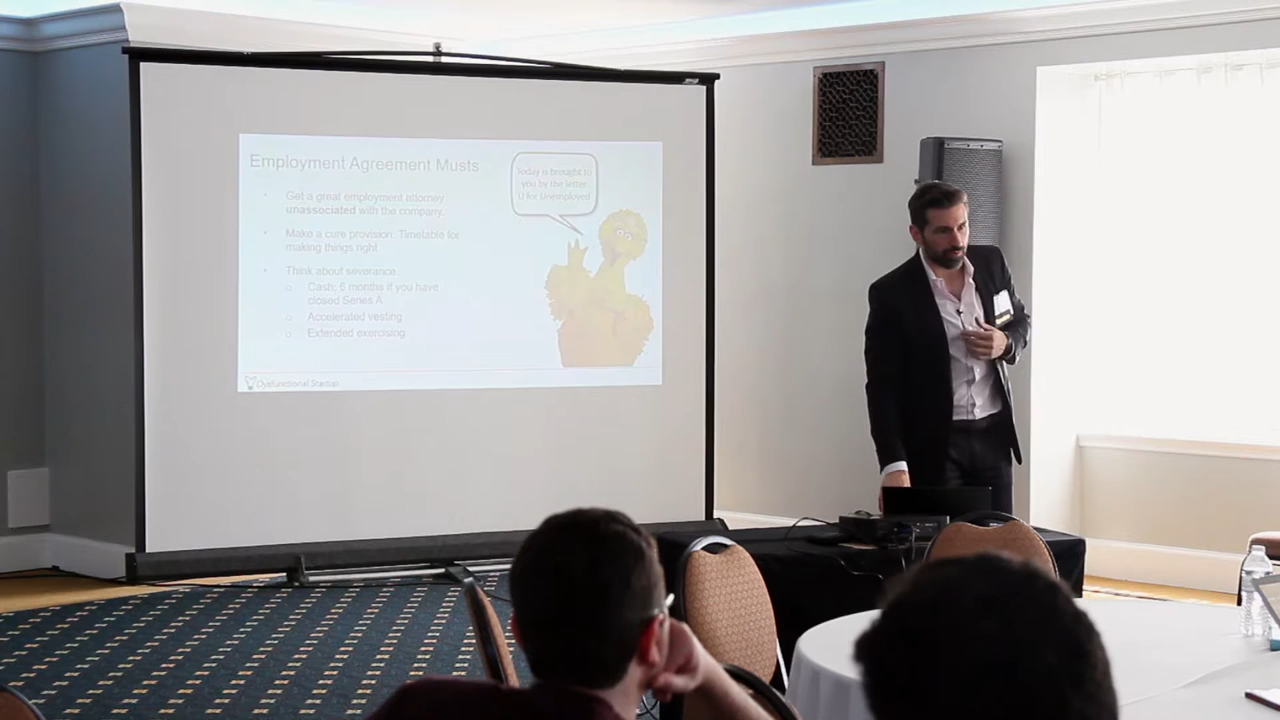 Employment Agreement Musts
Today is brought to
you by the letter
U for Unemployed
Get a great employment attorney
unassociated with the company.
Make a cure provision: Timetable for
making things right
Think about severance
Cash; 6 months if you have
closed Series A
Accelerated vesting
Extended exercising
Dysfunctional Startup